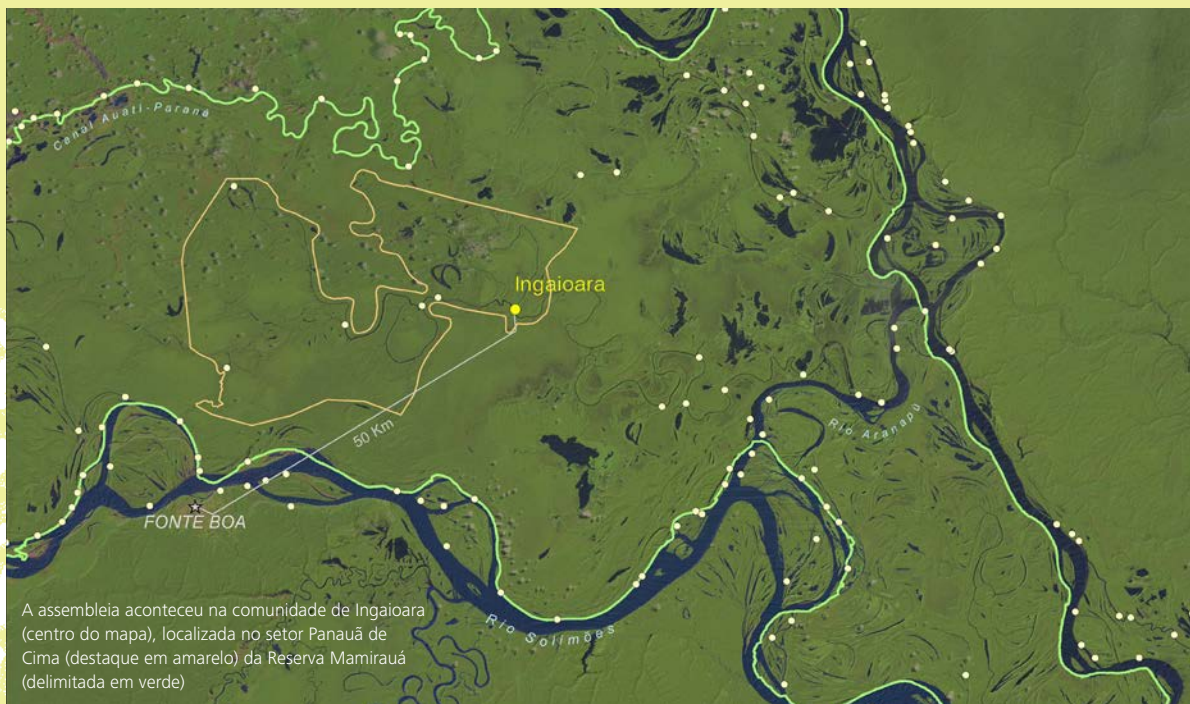 Canal Auati-Paraná
Ingaioara
50 Km
Rio Aranapú
FONTE BOA
Rio Solimões
A assembleia aconteceu na comunidade de Ingaioara
(centro do mapa), localizada no setor Panauã de
Cima (destaque em amarelo) da Reserva Mamirauá
(delimitada em verde)